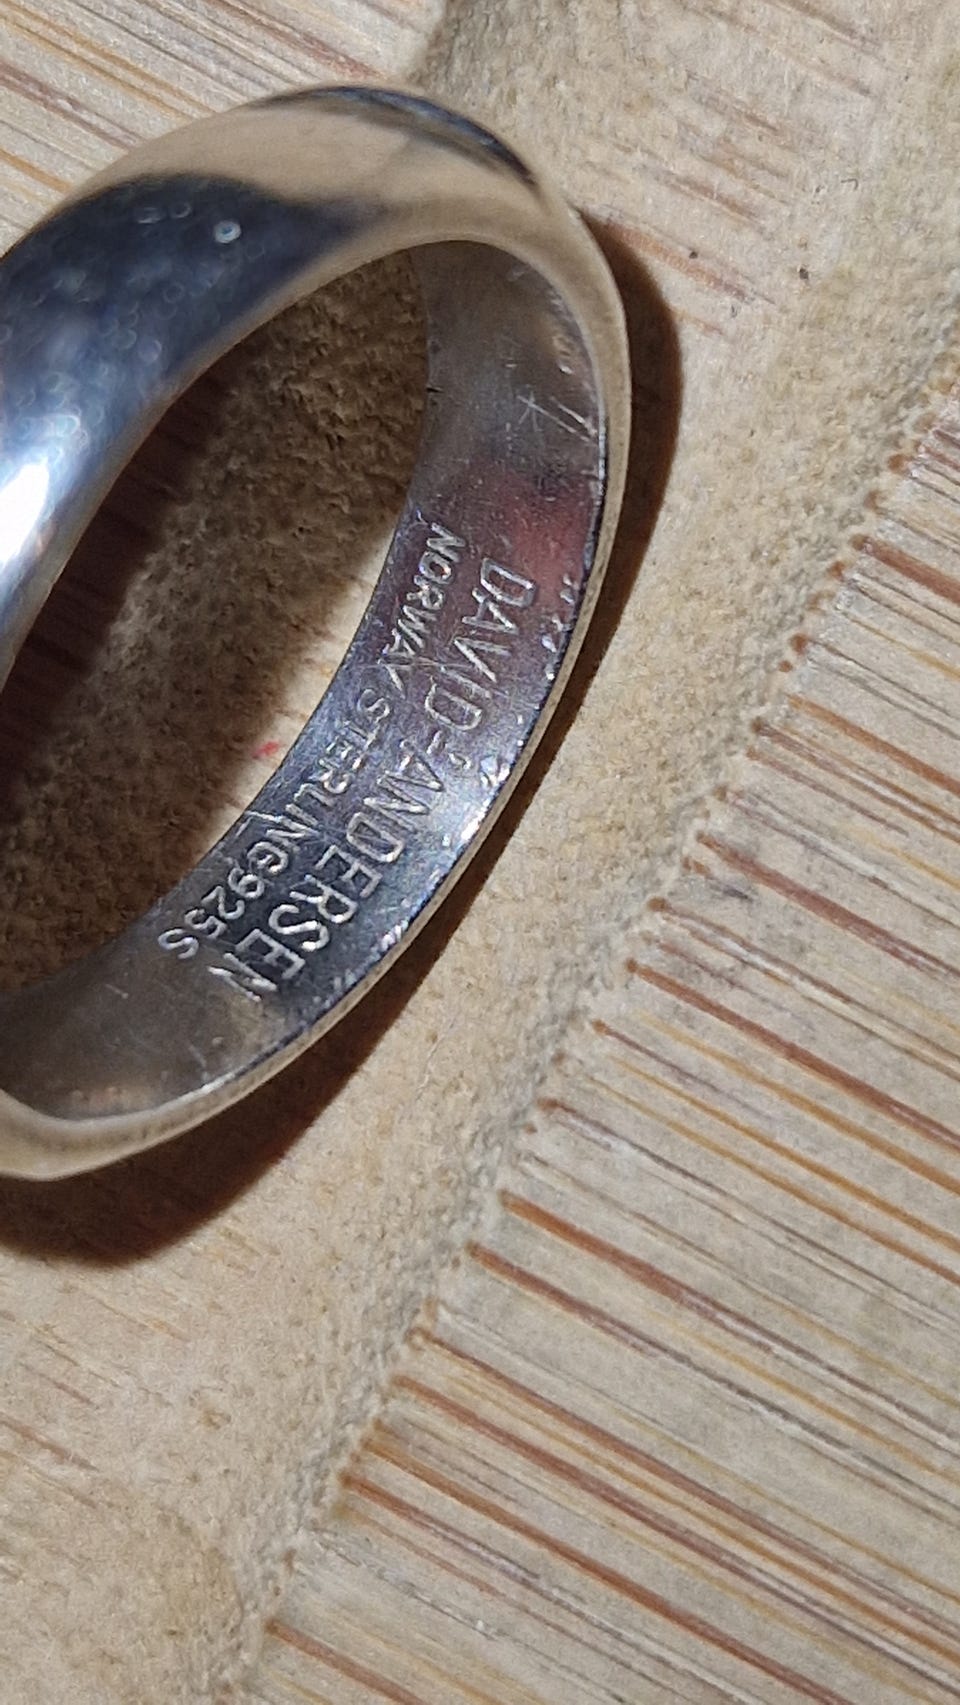 DAVID-ANDERSEN
NORWAY STERLING 925S